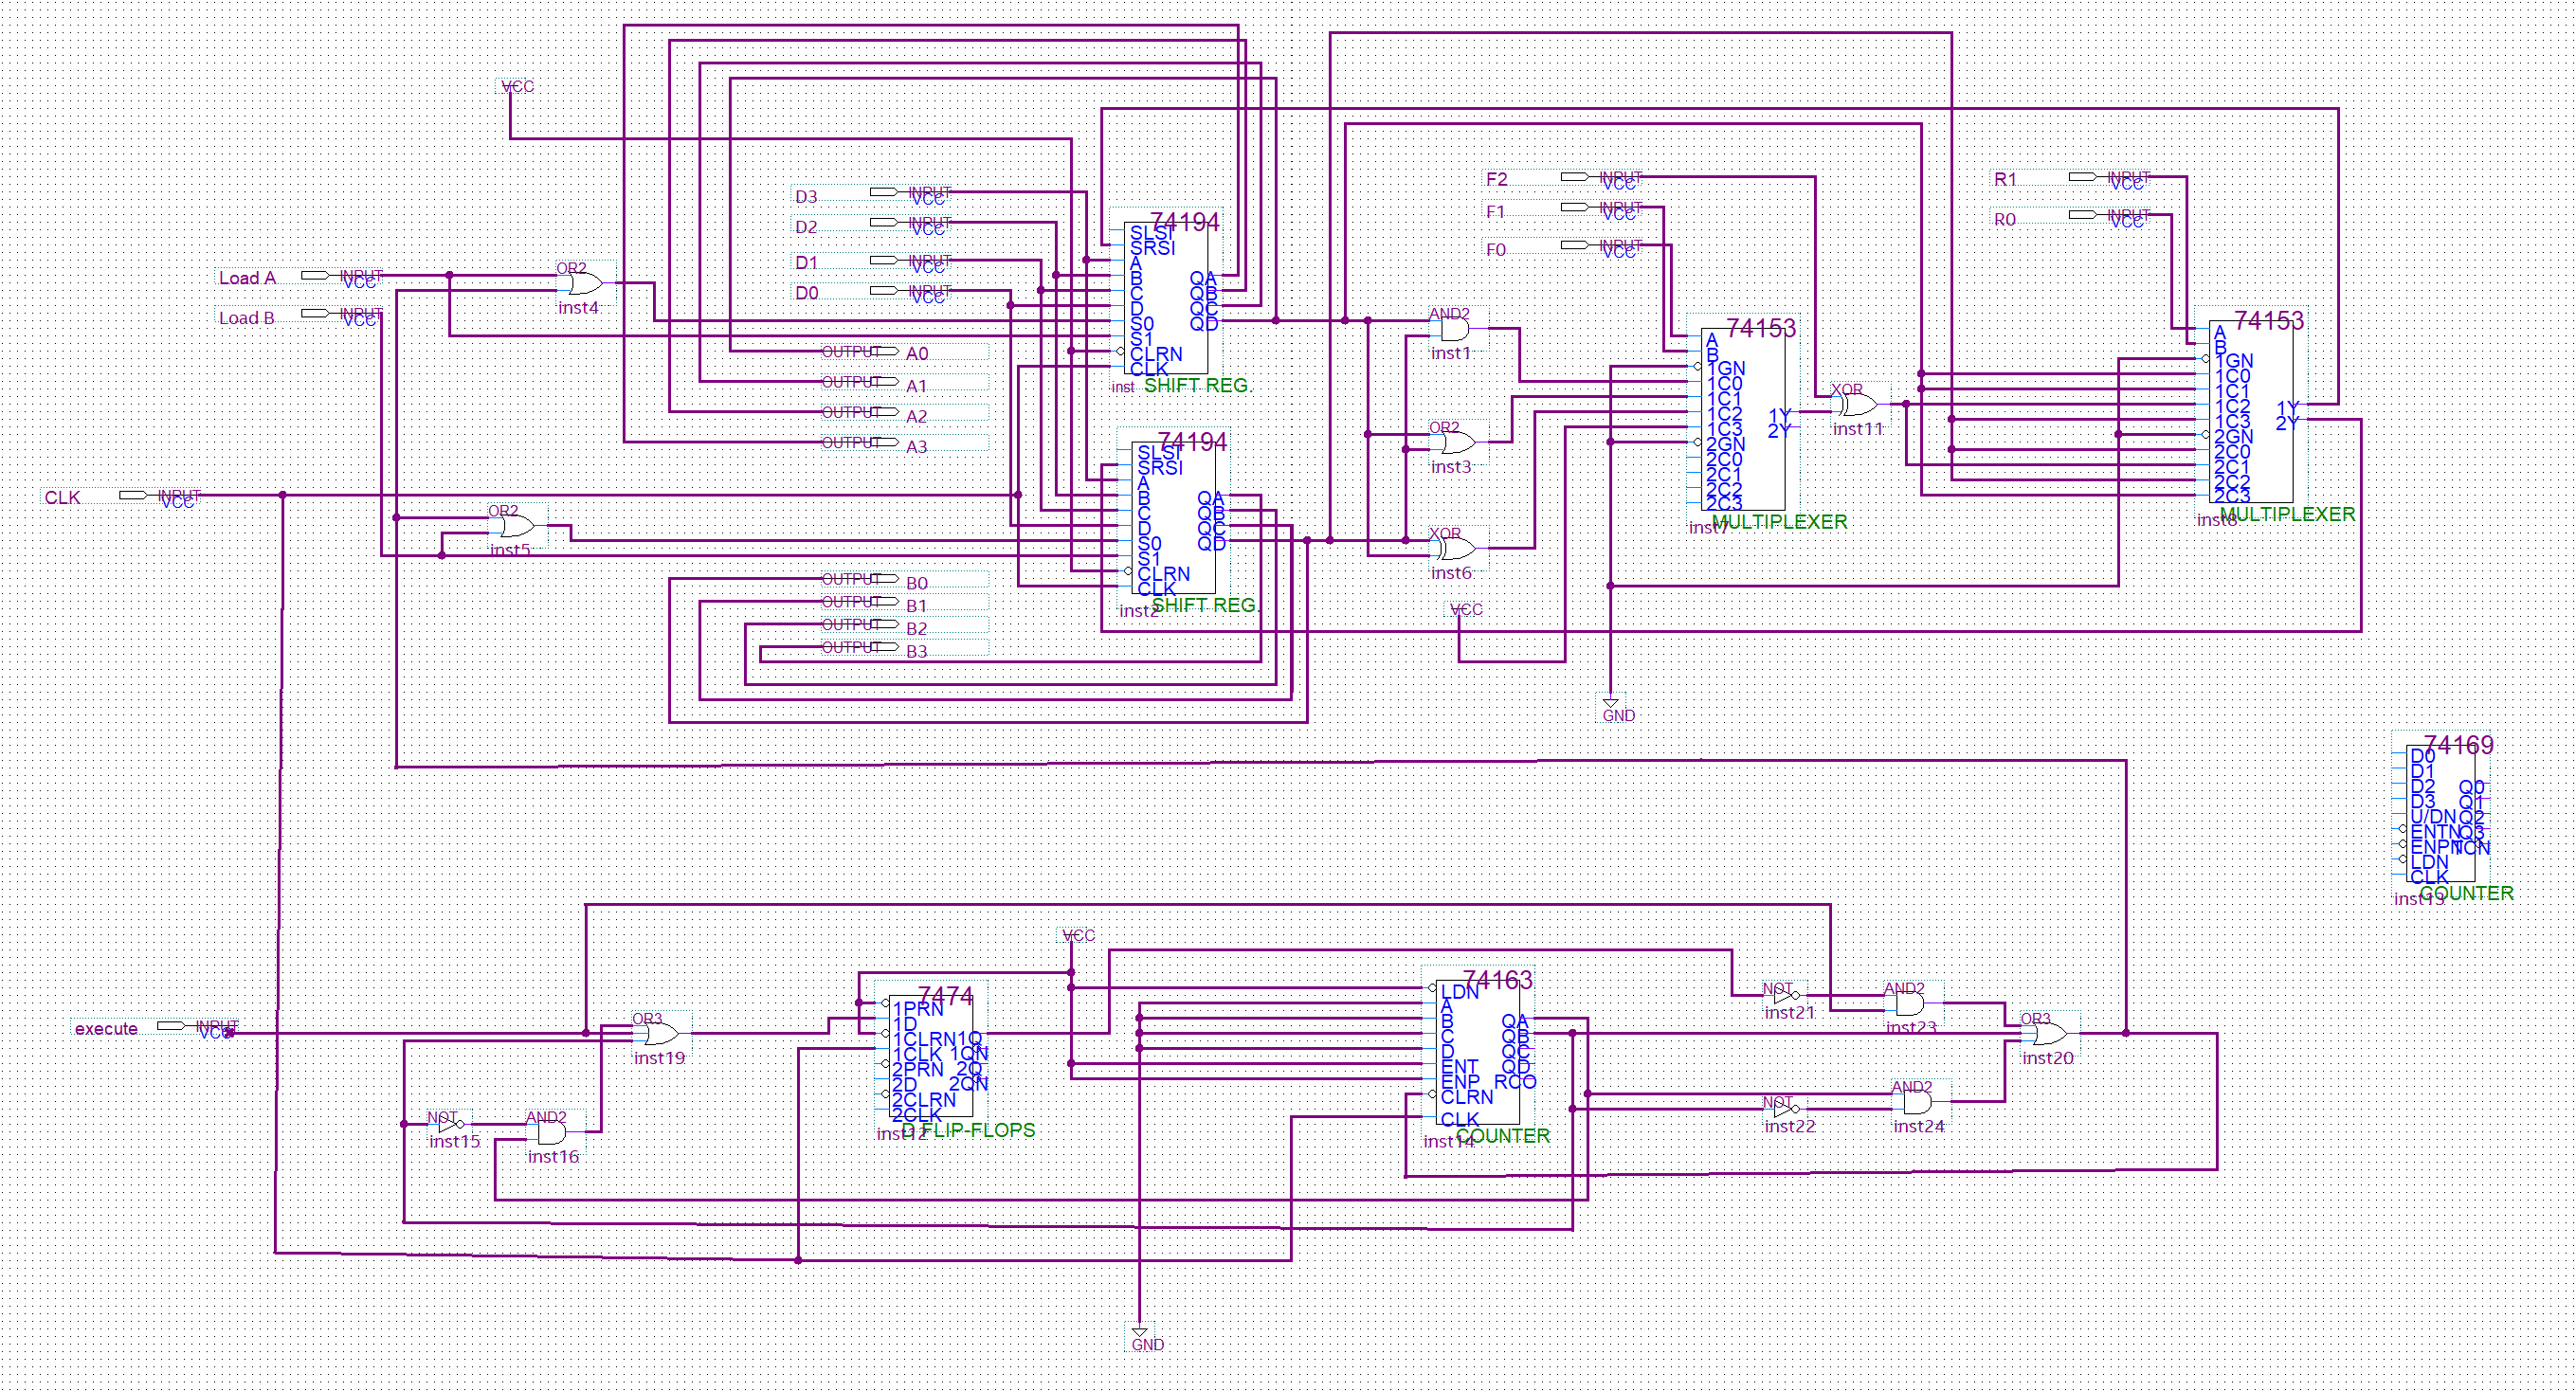 VCC
D3 INPUT VCC
D2 INPUT VCC
D1 INPUT VCC
D0 INPUT VCC
Load A INPUT VCC
Load B INPUT VCC
OR2
inst4
OUTPUT A0
OUTPUT A1
OUTPUT A2
OUTPUT A3
74194
SLSI
SRSI
A
B
C
D
S0
S1
CLRN
CLK
QA
QB
QC
QD
inst SHIFT REG.
F2 INPUT VCC
F1 INPUT VCC
F0 INPUT VCC
R1 INPUT VCC
R0 INPUT VCC
AND2
inst1
OR2
inst3
XOR
inst6
74153
A
B
1GN
1C0
1C1
1C2
1C3
2GN
2C0
2C1
2C2
2C3
1Y
2Y
inst7 MULTIPLEXER
XOR
inst11
74153
A
B
1GN
1C0
1C1
1C2
1C3
2GN
2C0
2C1
2C2
2C3
1Y
2Y
inst8 MULTIPLEXER
CLK INPUT VCC
OR2
inst5
74194
SLSI
SRSI
A
B
C
D
S0
S1
CLRN
CLK
QA
QB
QC
QD
inst2 SHIFT REG.
OUTPUT B0
OUTPUT B1
OUTPUT B2
OUTPUT B3
VCC
GND
74169
D0
D1
D2
D3
U/DN
ENTN
ENPN
LDN
CLK
Q0
Q1
Q2
Q3
TCN
inst13 COUNTER
execute INPUT VCC
OR3
inst19
NOT
inst15
AND2
inst16
VCC
7474
1PRN
1D
1CLRN
1CLK
2PRN
2D
2CLRN
2CLK
1Q
1QN
2Q
2QN
inst12 D FLIP-FLOPS
74163
LDN
A
B
C
D
ENT
ENP
CLRN
CLK
QA
QB
QC
QD
RCO
inst14 COUNTER
NOT
inst21
AND2
inst23
NOT
inst22
AND2
inst24
OR3
inst20
GND